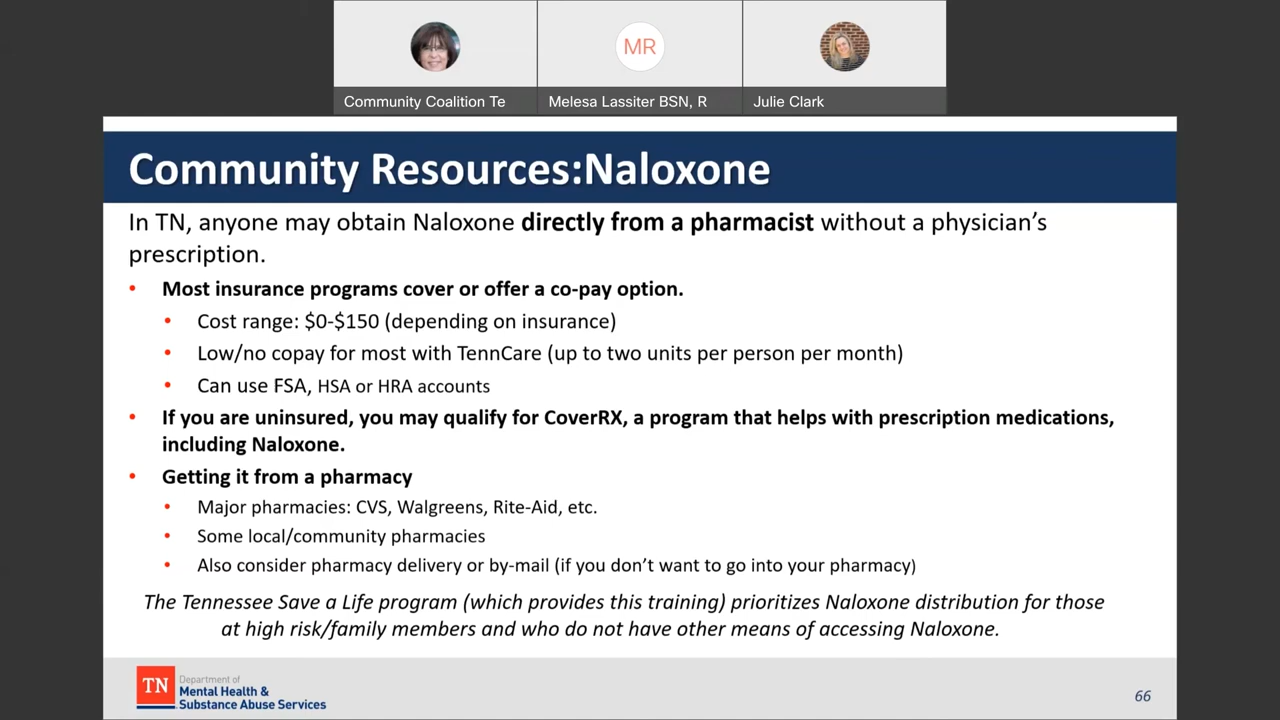 MR
Community Coalition Te
Melesa Lassiter BSN, R
Julie Clark
Community Resources:Naloxone
In TN, anyone may obtain Naloxone directly from a pharmacist without a physician's
prescription.
• Most insurance programs cover or offer a co-pay option.
• Cost range: $0-$150 (depending on insurance)
• Low/no copay for most with TennCare (up to two units per person per month)
• Can use FSA, HSA or HRA accounts
• If you are uninsured, you may qualify for CoverRX, a program that helps with prescription medications,
including Naloxone.
• Getting it from a pharmacy
• Major pharmacies: CVS, Walgreens, Rite-Aid, etc.
• Some local/community pharmacies
• Also consider pharmacy delivery or by-mail (if you don't want to go into your pharmacy)
The Tennessee Save a Life program (which provides this training) prioritizes Naloxone distribution for those
at high risk/family members and who do not have other means of accessing Naloxone.
TN
Department of
Mental Health &
Substance Abuse Services
66